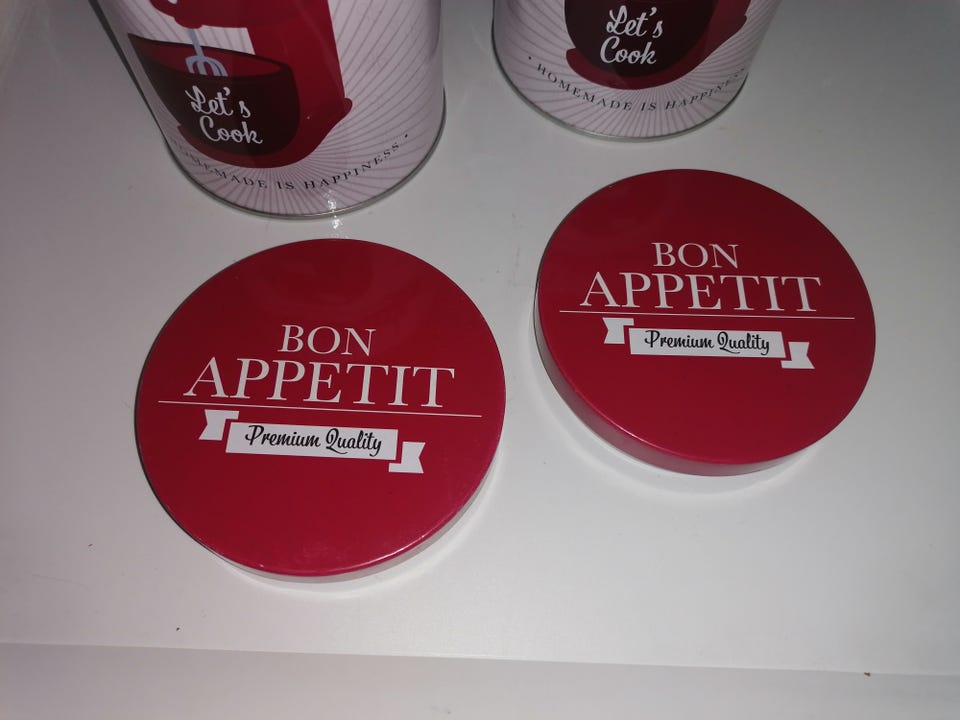 Let's
Cook
HOMEMADE IS HAPPINESS
Let's
Cook
HOMEMADE IS HAPPINESS
BON
APPETIT
Premium Quality
BON
APPETIT
Premium Quality